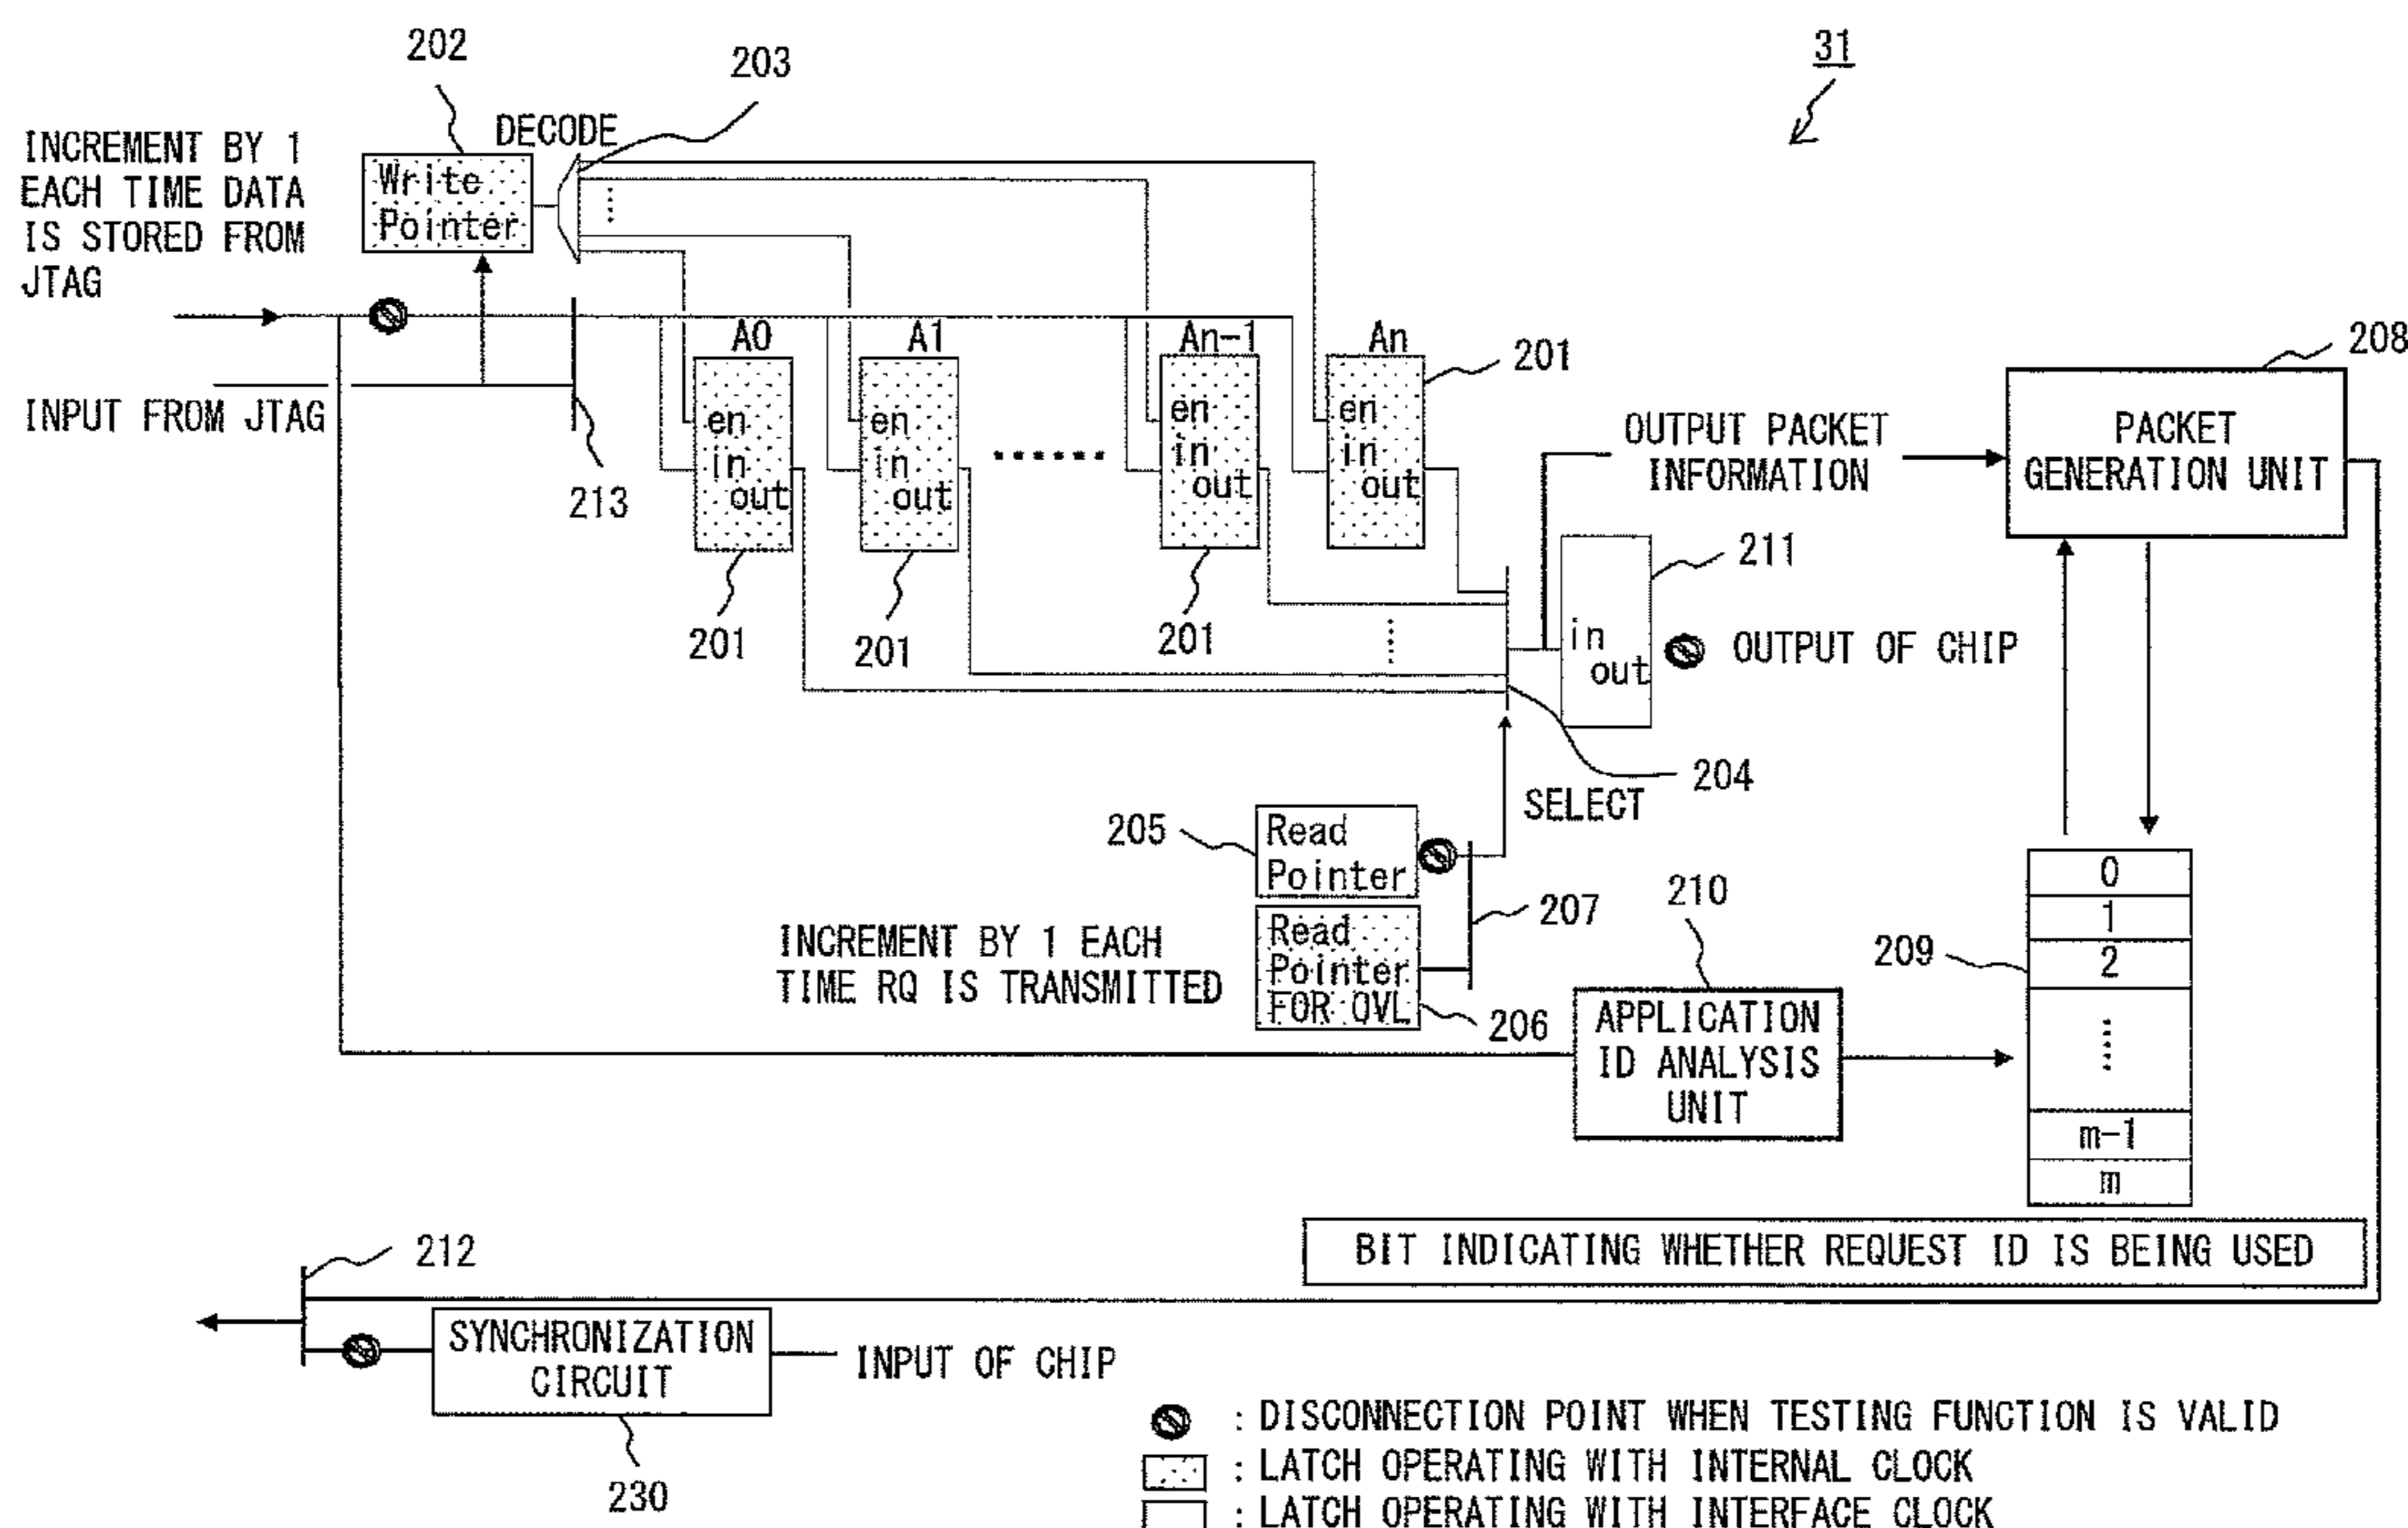 31
202
203
DECODE
INCREMENT BY 1
EACH TIME DATA
IS STORED FROM
JTAG
Write
Pointer
INPUT FROM JTAG
213
A0
en
in
out
201
A1
en
in
out
201
......
An-1
en
in
out
201
An
en
in
out
201
OUTPUT PACKET
INFORMATION
208
PACKET
GENERATION UNIT
211
in
out
OUTPUT OF CHIP
204
SELECT
205
Read
Pointer
207
Read
Pointer
FOR OVL
206
INCREMENT BY 1 EACH
TIME RQ IS TRANSMITTED
210
APPLICATION
ID ANALYSIS
UNIT
209
0
1
2
m-1
m
BIT INDICATING WHETHER REQUEST ID IS BEING USED
212
SYNCHRONIZATION
CIRCUIT
230
INPUT OF CHIP
: DISCONNECTION POINT WHEN TESTING FUNCTION IS VALID
: LATCH OPERATING WITH INTERNAL CLOCK
: LATCH OPERATING WITH INTERFACE CLOCK